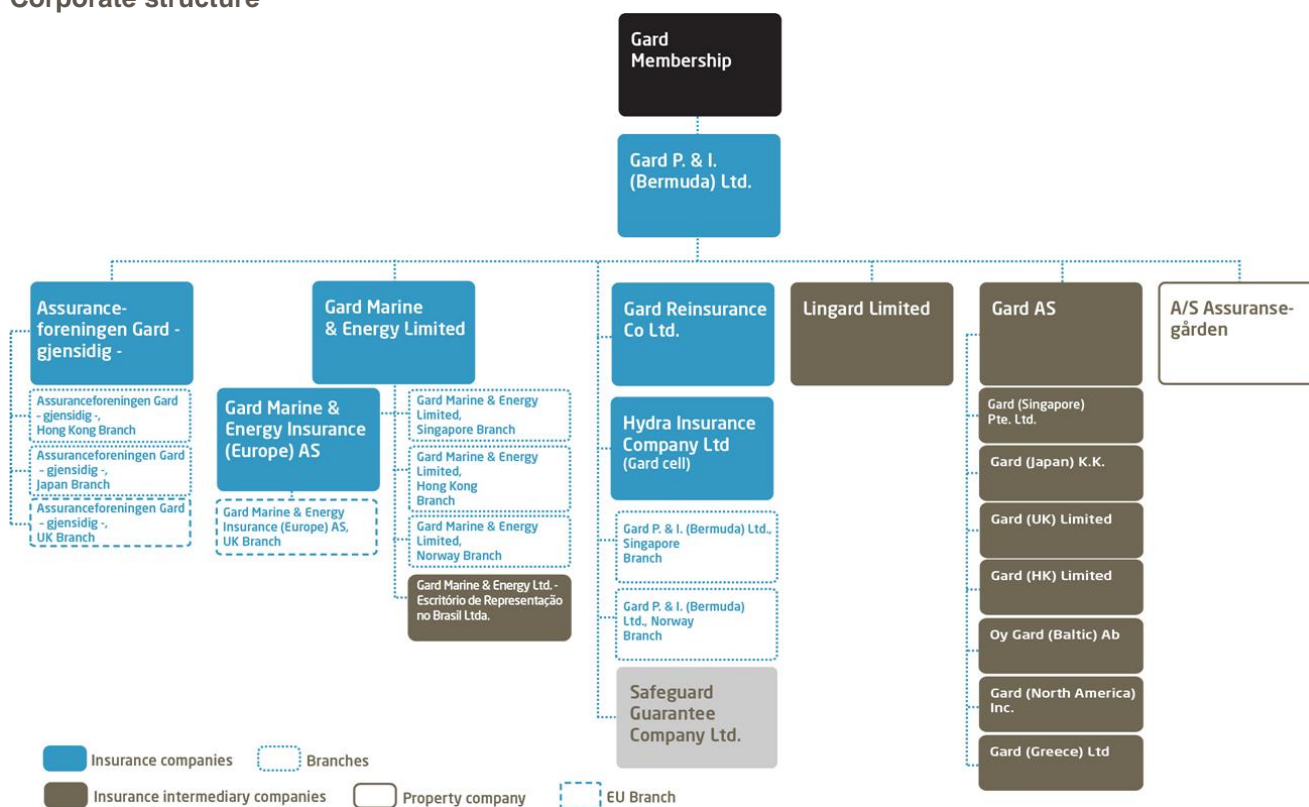 Corporate structure
Gard
Membership
Gard P. & I.
(Bermuda) Ltd.
Assurance-
foreningen Gard -
gjensidig -
Assuranceforeningen Gard
- gjensidig -,
Hong Kong Branch
Assuranceforeningen Gard
- gjensidig -,
Japan Branch
Assuranceforeningen Gard
- gjensidig -,
UK Branch
Gard Marine
& Energy Limited
Gard Marine &
Energy Insurance
(Europe) AS
Gard Marine & Energy
Insurance (Europe) AS,
UK Branch
Gard Marine & Energy
Limited,
Singapore Branch
Gard Marine & Energy
Limited,
Hong Kong
Branch
Gard Marine & Energy
Limited,
Norway Branch
Gard Marine & Energy Ltd. -
Escritório de Representação
no Brasil Ltda.
Gard Reinsurance
Co Ltd.
Hydra Insurance
Company Ltd
(Gard cell)
Gard P. & I. (Bermuda) Ltd.,
Singapore
Branch
Gard P. & I. (Bermuda)
Ltd., Norway
Branch
Safeguard
Guarantee
Company Ltd.
Lingard Limited
Gard AS
Gard (Singapore)
Pte. Ltd.
Gard (Japan) K.K.
Gard (UK) Limited
Gard (HK) Limited
Oy Gard (Baltic) Ab
Gard (North America)
Inc.
Gard (Greece) Ltd
A/S Assuranse-
gården
Insurance companies
Branches
Insurance intermediary companies
Property company
EU Branch